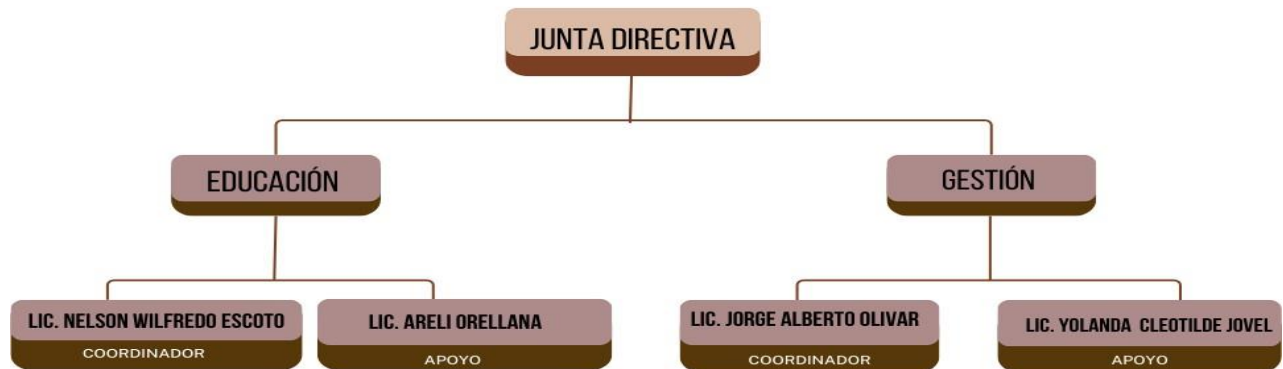 JUNTA DIRECTIVA
EDUCACIÓN
GESTIÓN
LIC. NELSON WILFREDO ESCOTO
COORDINADOR
LIC. ARELI ORELLANA
APOYO
LIC. JORGE ALBERTO OLIVAR
COORDINADOR
LIC. YOLANDA CLEOTILDE JOVEL
APOYO